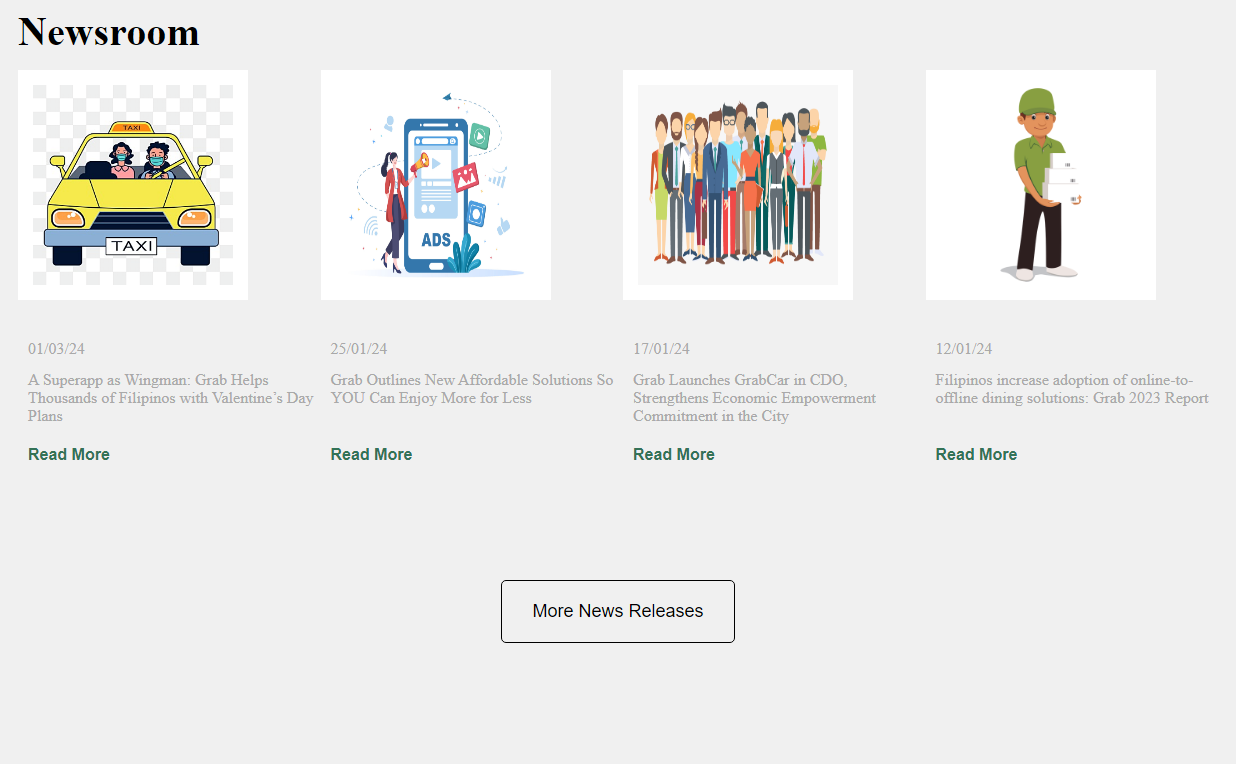 Newsroom
TAXI
TAXI
ADS
01/03/24
A Superapp as Wingman: Grab Helps
Thousands of Filipinos with Valentine’s Day
Plans
Read More
25/01/24
Grab Outlines New Affordable Solutions So
YOU Can Enjoy More for Less
Read More
17/01/24
Grab Launches GrabCar in CDO,
Strengthens Economic Empowerment
Commitment in the City
Read More
12/01/24
Filipinos increase adoption of online-to-
offline dining solutions: Grab 2023 Report
Read More
More News Releases